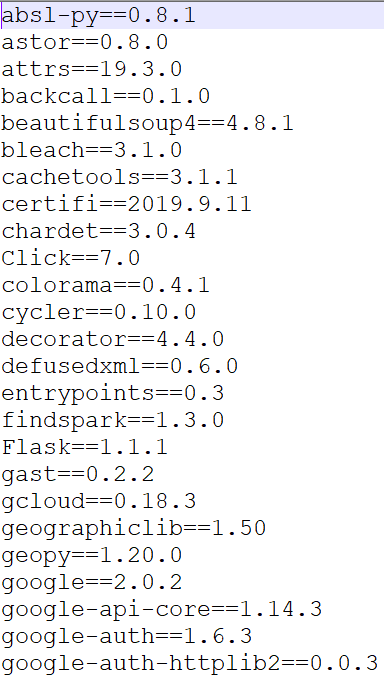 absl-py==0.8.1
astor==0.8.0
attrs==19.3.0
backcall==0.1.0
beautifulsoup4==4.8.1
bleach==3.1.0
cachetools==3.1.1
certifi==2019.9.11
chardet==3.0.4
Click==7.0
colorama==0.4.1
cycler==0.10.0
decorator==4.4.0
defusedxml==0.6.0
entrypoints==0.3
findspark==1.3.0
Flask==1.1.1
gast==0.2.2
gcloud==0.18.3
geographiclib==1.50
geopy==1.20.0
google==2.0.2
google-api-core==1.14.3
google-auth==1.6.3
google-auth-httplib2==0.0.3